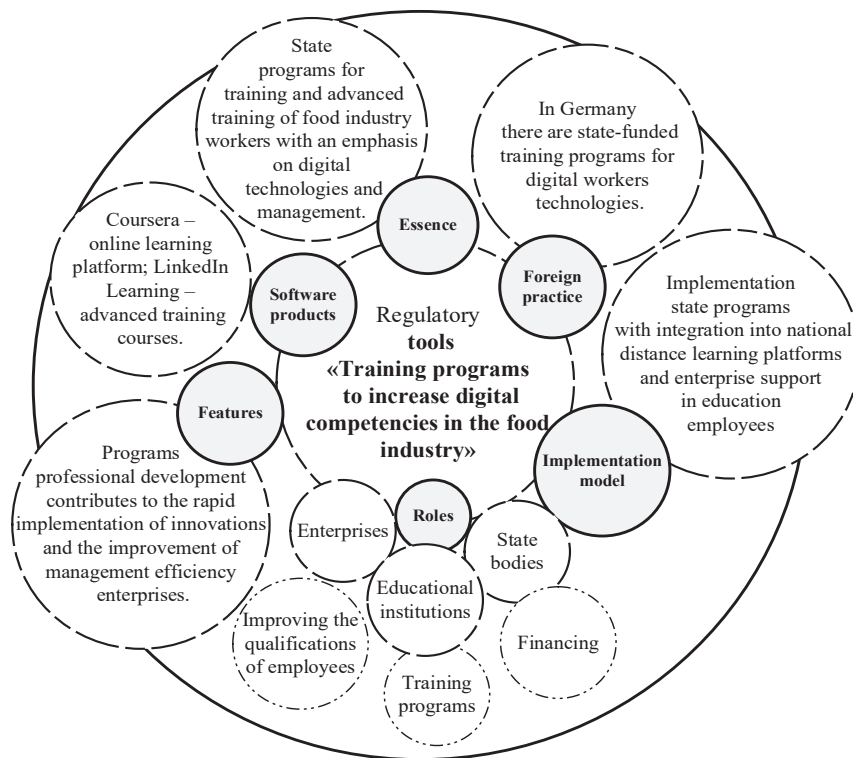 State
programs for
training and advanced
training of food industry
workers with an emphasis
on digital
technologies and
management.
In Germany
there are state-funded
training programs for
digital workers
technologies.
Coursera –
online learning
platform; LinkedIn
Learning –
advanced training
courses.
Essence
Foreign
practice
Software
products
Implementation
state programs
with integration into national
distance learning platforms
and enterprise support
in education
employees
Regulatory
tools
«Training programs
to increase digital
competencies in the food
industry»
Features
Programs
professional development
contributes to the rapid
implementation of innovations
and the improvement of
management efficiency
enterprises.
Implementation
model
Roles
Enterprises
State
bodies
Educational
institutions
Improving the
qualifications
of employees
Financing
Training
programs